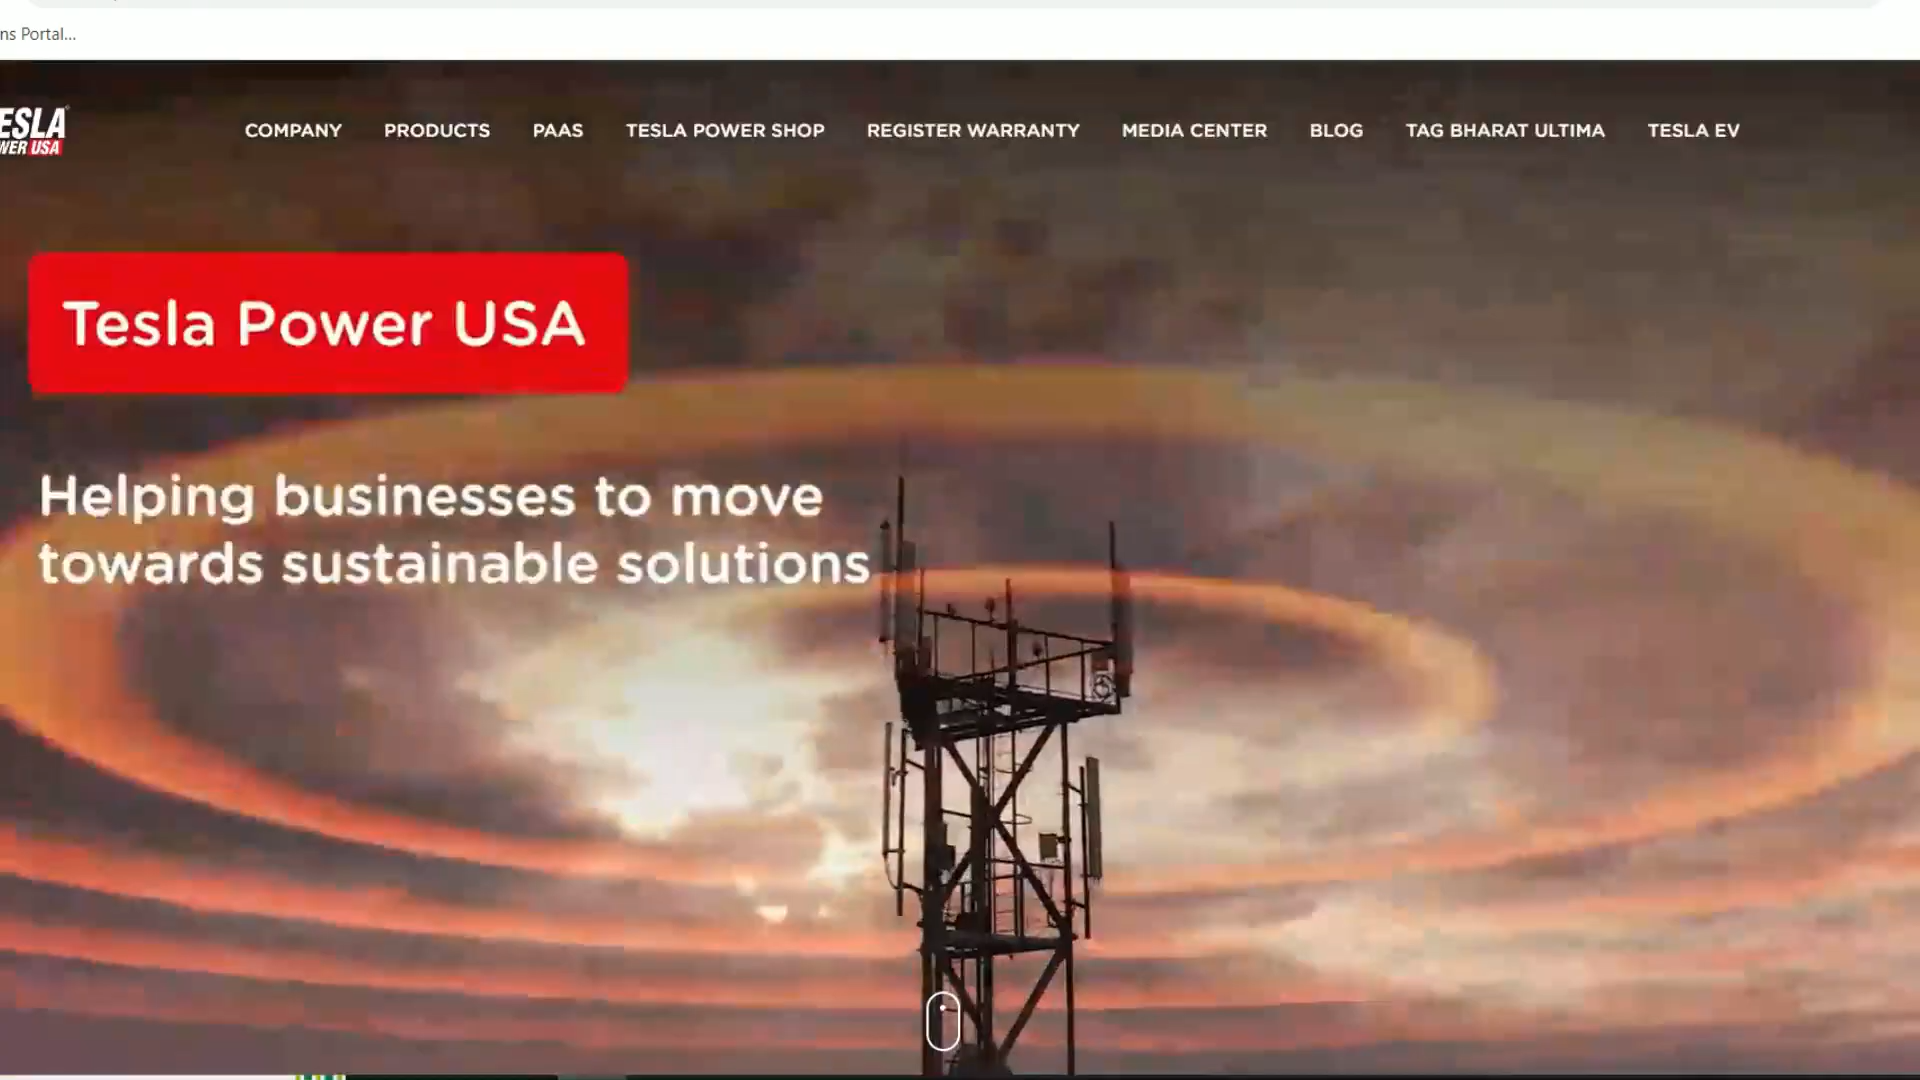 ns Portal...
ESLA
WER USA
COMPANY PRODUCTS PAAS TESLA POWER SHOP REGISTER WARRANTY MEDIA CENTER BLOG TAG BHARAT ULTIMA TESLA EV
Tesla Power USA
Helping businesses to move
towards sustainable solutions